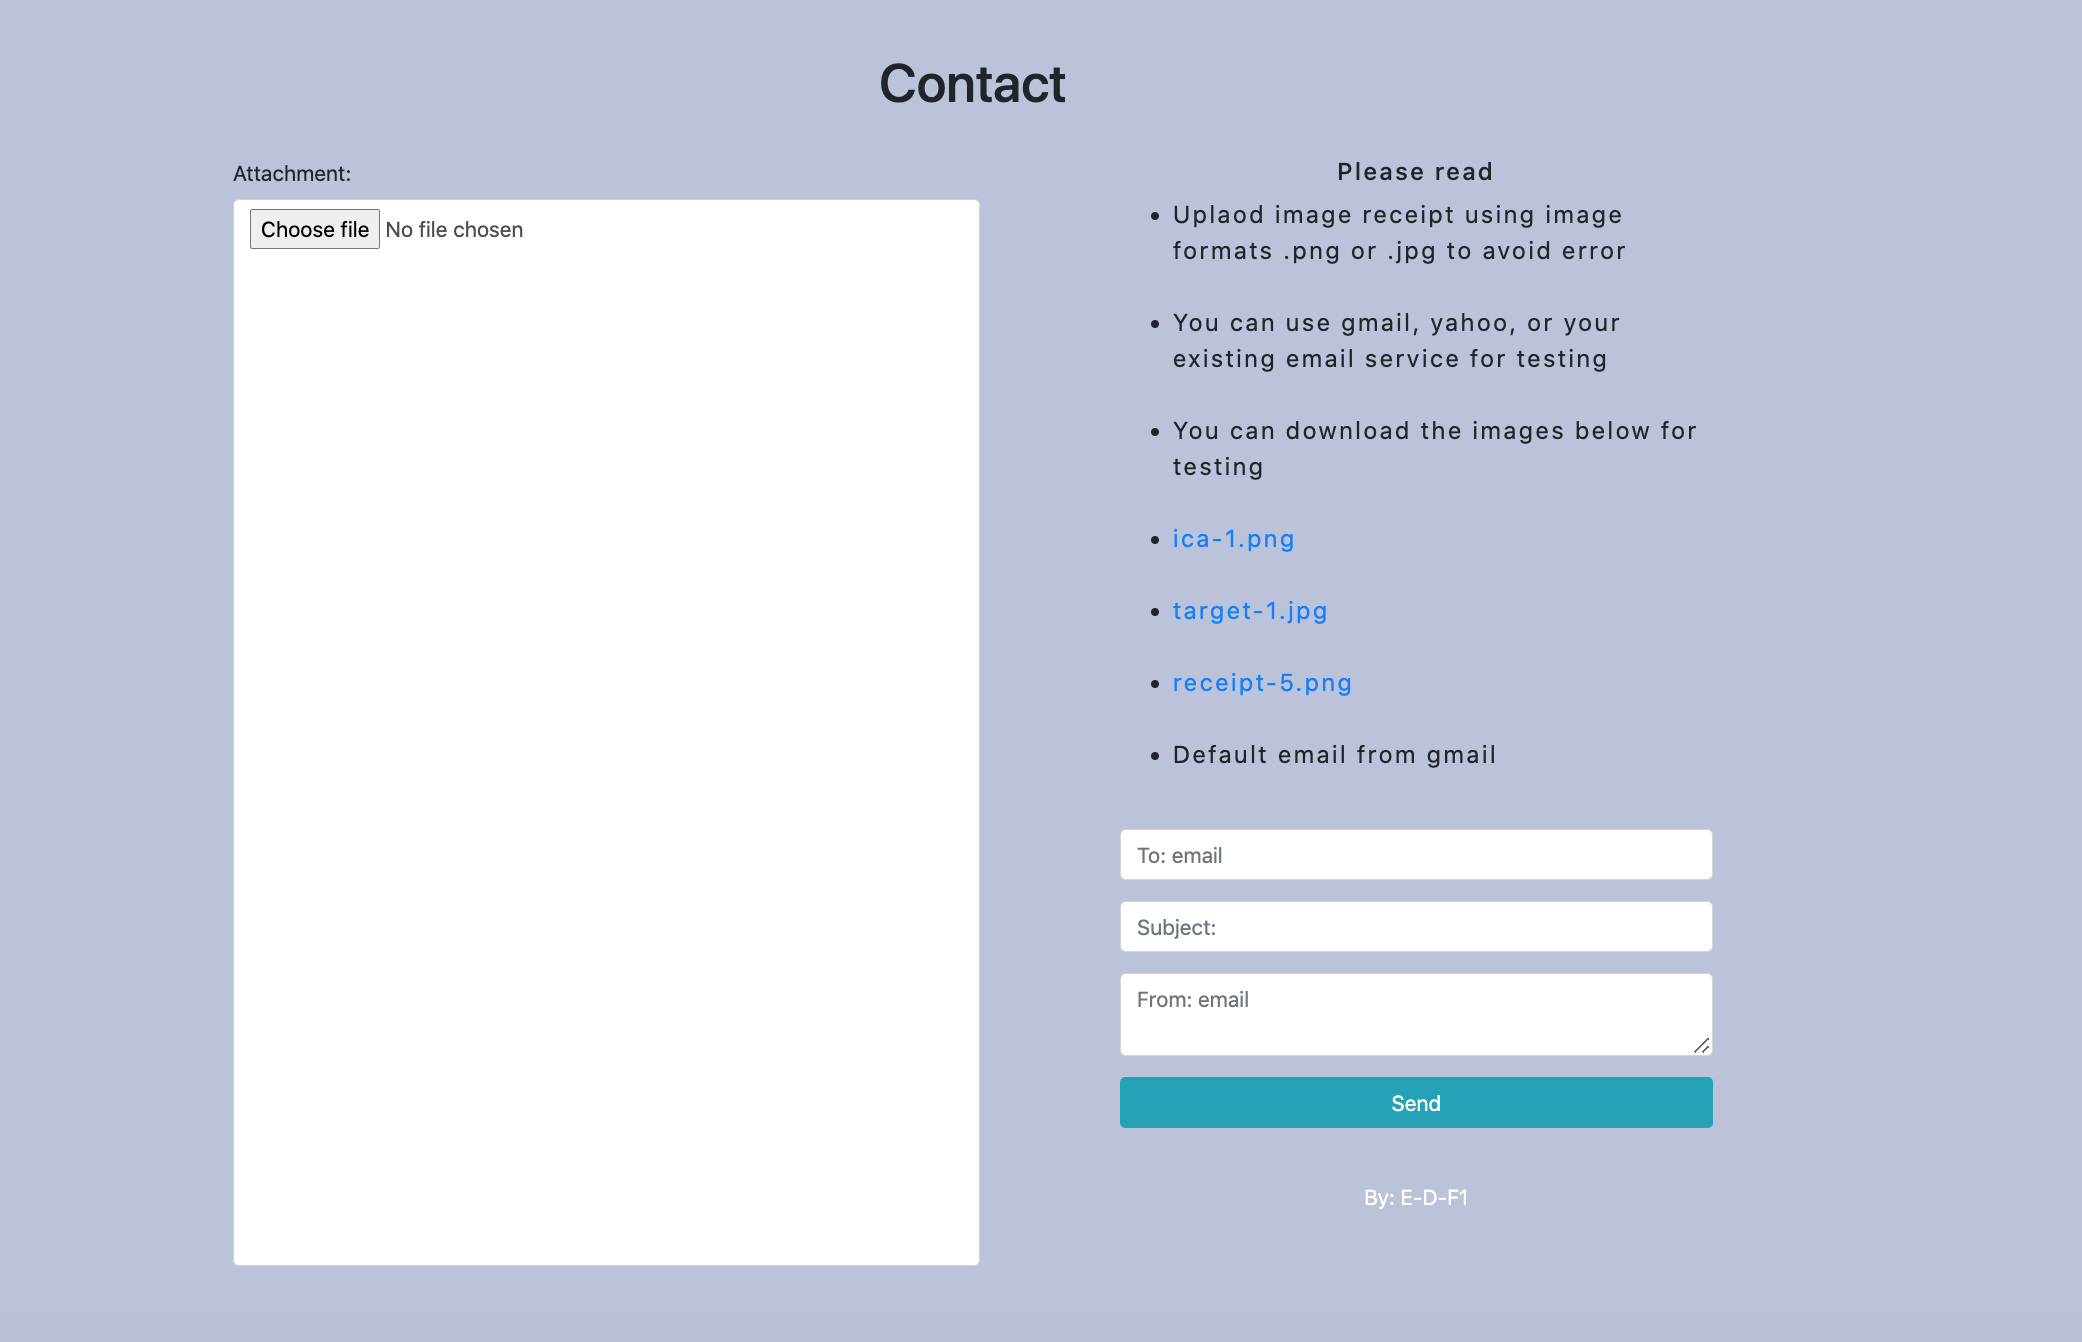 Contact
Attachment:
Choose file No file chosen
Please read
Uplaod image receipt using image
formats .png or .jpg to avoid error
You can use gmail, yahoo, or your
existing email service for testing
You can download the images below for
testing
ica-1.png
target-1.jpg
receipt-5.png
Default email from gmail
To: email
Subject:
From: email
Send
By: E-D-F1